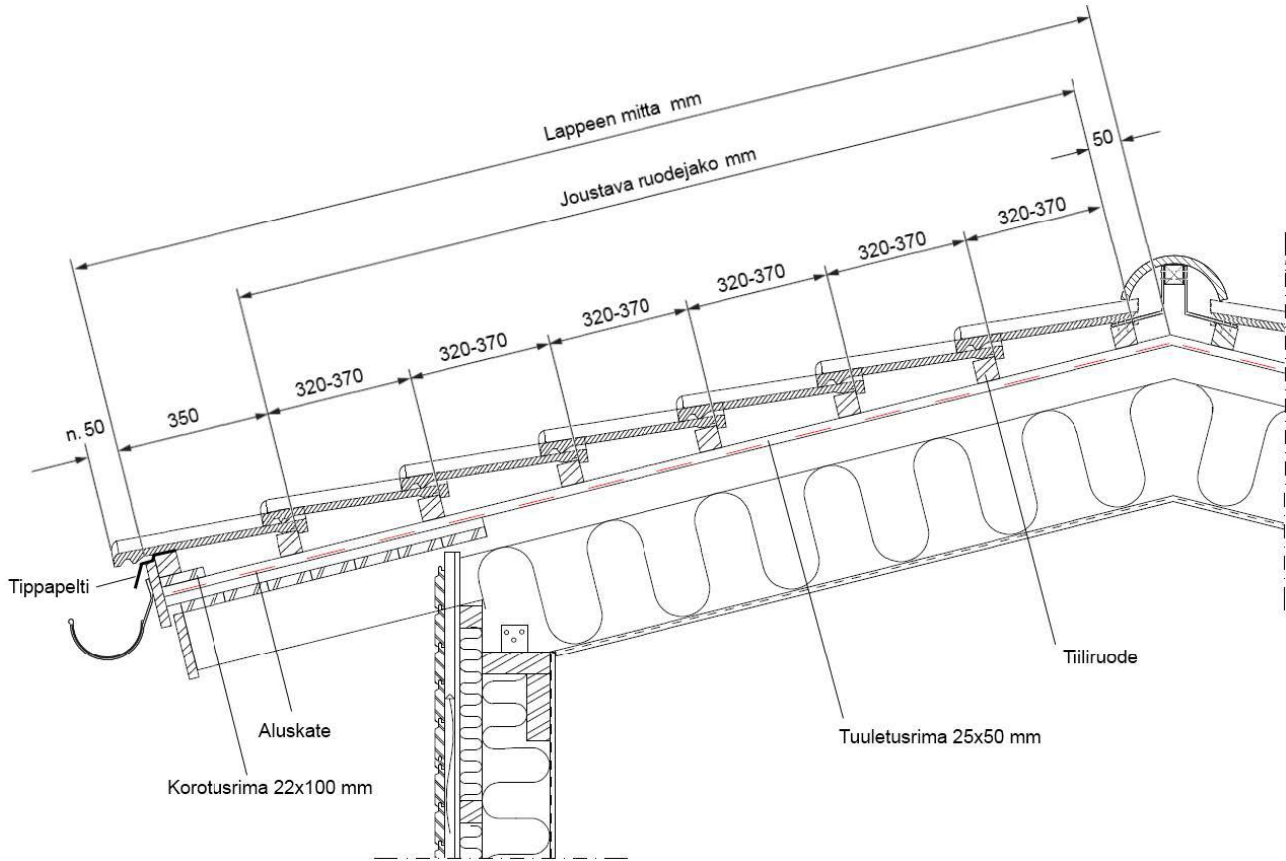 Lappeen mitta mm
Joustava ruodejako mm
50
320-370
320-370
320-370
320-370
320-370
320-370
350
n. 50
Tippapelti
Tiiliruode
Aluskate
Tuuletusrima 25x50 mm
Korotusrima 22x100 mm